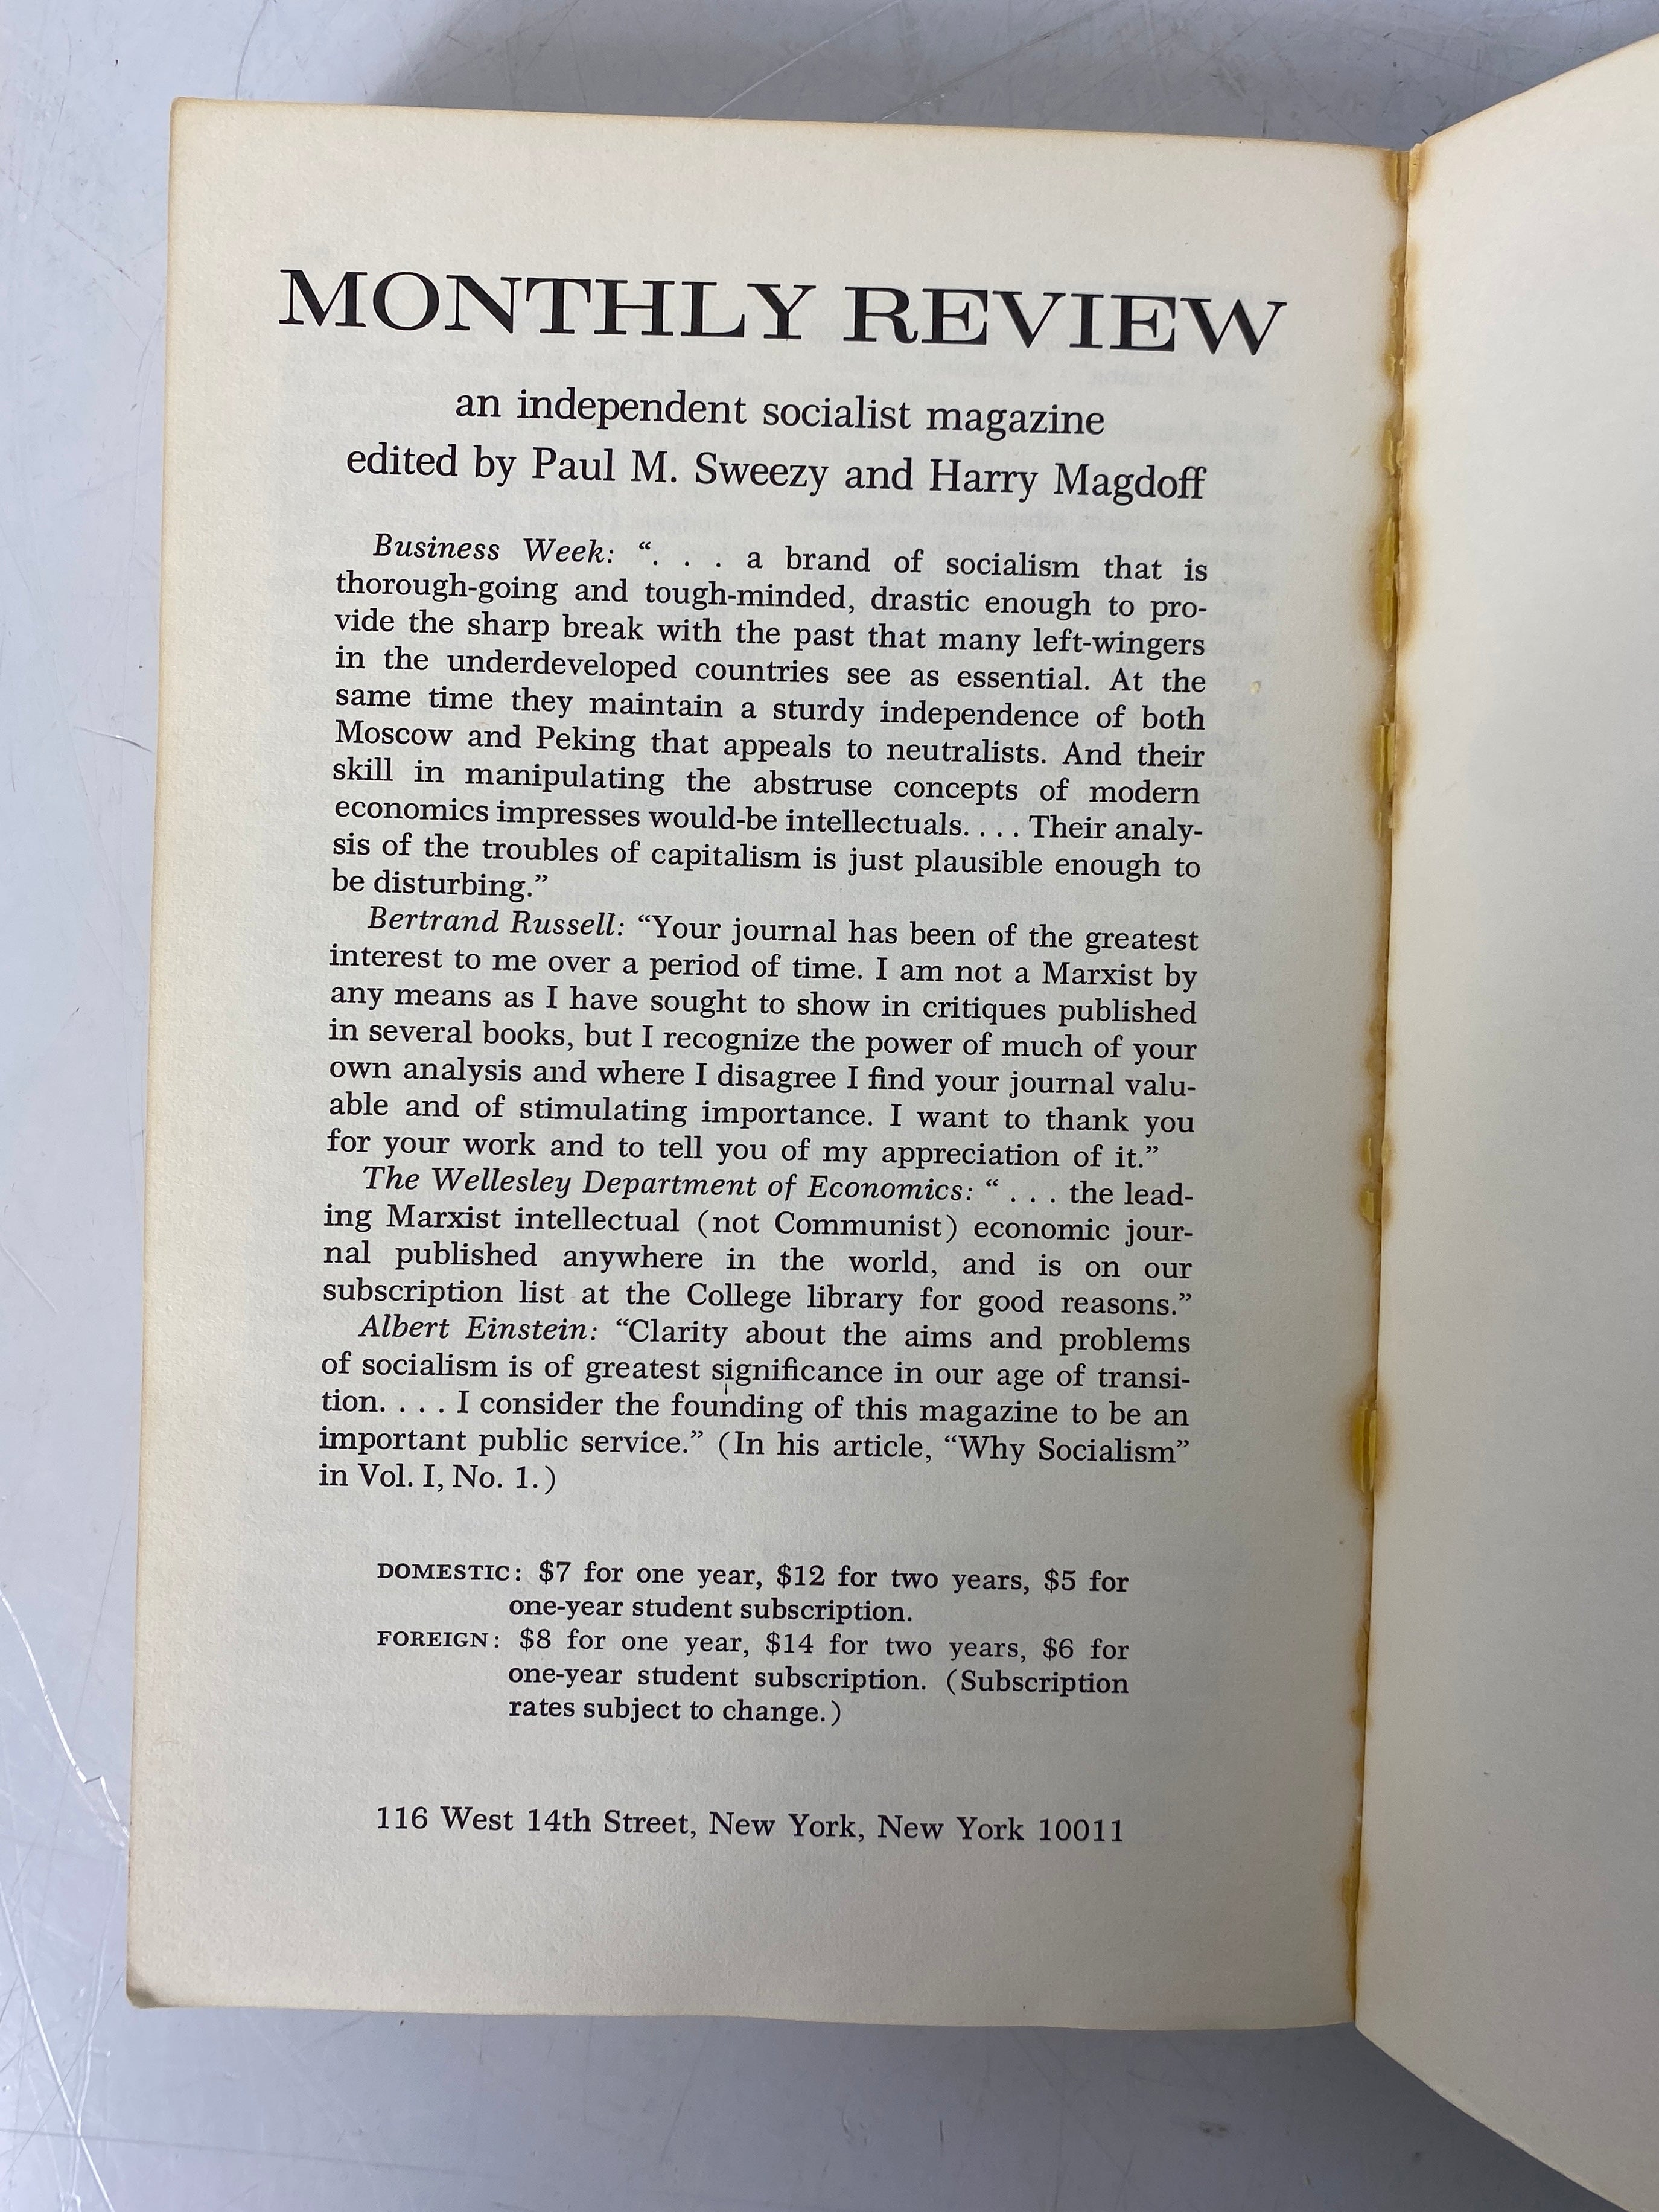 MONTHLY REVIEW
an independent socialist magazine
edited by Paul M. Sweezy and Harry Magdoff
Business Week: “. . . a brand of socialism that is
thorough-going and tough-minded, drastic enough to pro-
vide the sharp break with the past that many left-wingers
in the underdeveloped countries see as essential. At the
same time they maintain a sturdy independence of both
Moscow and Peking that appeals to neutralists. And their
skill in manipulating the abstruse concepts of modern
economics impresses would-be intellectuals. . . . Their analy-
sis of the troubles of capitalism is just plausible enough to
be disturbing.”
Bertrand Russell: “Your journal has been of the greatest
interest to me over a period of time. I am not a Marxist by
any means as I have sought to show in critiques published
in several books, but I recognize the power of much of your
own analysis and where I disagree I find your journal valu-
able and of stimulating importance. I want to thank you
for your work and to tell you of my appreciation of it.”
The Wellesley Department of Economics: “ . . . the lead-
ing Marxist intellectual (not Communist) economic jour-
nal published anywhere in the world, and is on our
subscription list at the College library for good reasons.”
Albert Einstein: “Clarity about the aims and problems
of socialism is of greatest significance in our age of transi-
tion. . . . I consider the founding of this magazine to be an
important public service.” (In his article, “Why Socialism”
in Vol. I, No. 1.)
DOMESTIC: $7 for one year, $12 for two years, $5 for
one-year student subscription.
FOREIGN: $8 for one year, $14 for two years, $6 for
one-year student subscription. (Subscription
rates subject to change.)
116 West 14th Street, New York, New York 10011